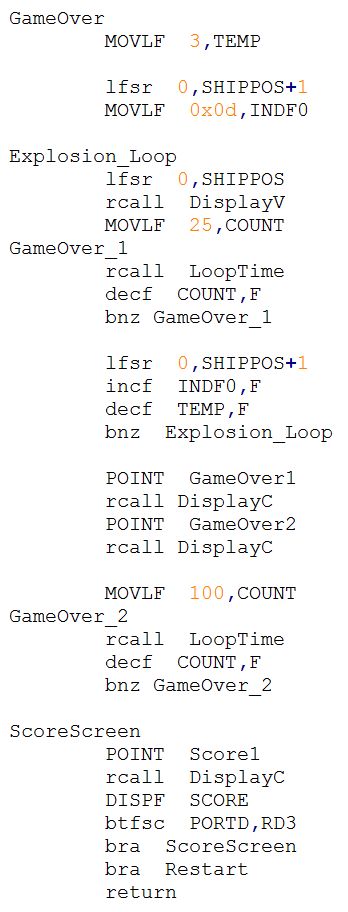 GameOver
MOVLF 3,TEMP
lfsr 0,SHIPPOS+1
MOVLF 0x0d,INDF0
Explosion_Loop
lfsr 0,SHIPPOS
rcall DisplayV
MOVLF 25,COUNT
GameOver_1
rcall LoopTime
decf COUNT,F
bnz GameOver_1
lfsr 0,SHIPPOS+1
incf INDF0,F
decf TEMP,F
bnz Explosion_Loop
POINT GameOver1
rcall DisplayC
POINT GameOver2
rcall DisplayC
MOVLF 100,COUNT
GameOver_2
rcall LoopTime
decf COUNT,F
bnz GameOver_2
ScoreScreen
POINT Score1
rcall DisplayC
DISPF SCORE
btfsc PORTD,RD3
bra ScoreScreen
bra Restart
return